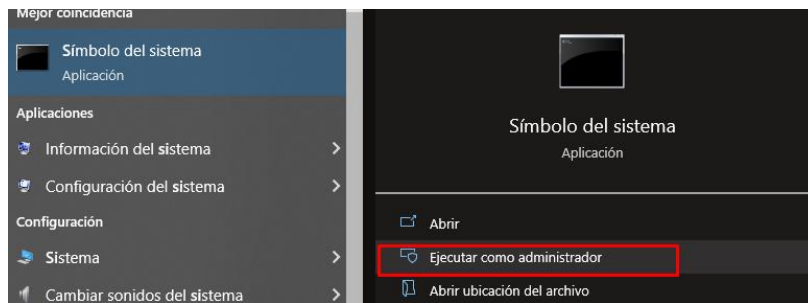 Mejor coincidencia
Símbolo del sistema
Aplicación
Aplicaciones
Información del sistema
Configuración del sistema
Configuración
Sistema
Cambiar sonidos del sistema
Símbolo del sistema
Aplicación
Abrir
Ejecutar como administrador
Abrir ubicación del archivo